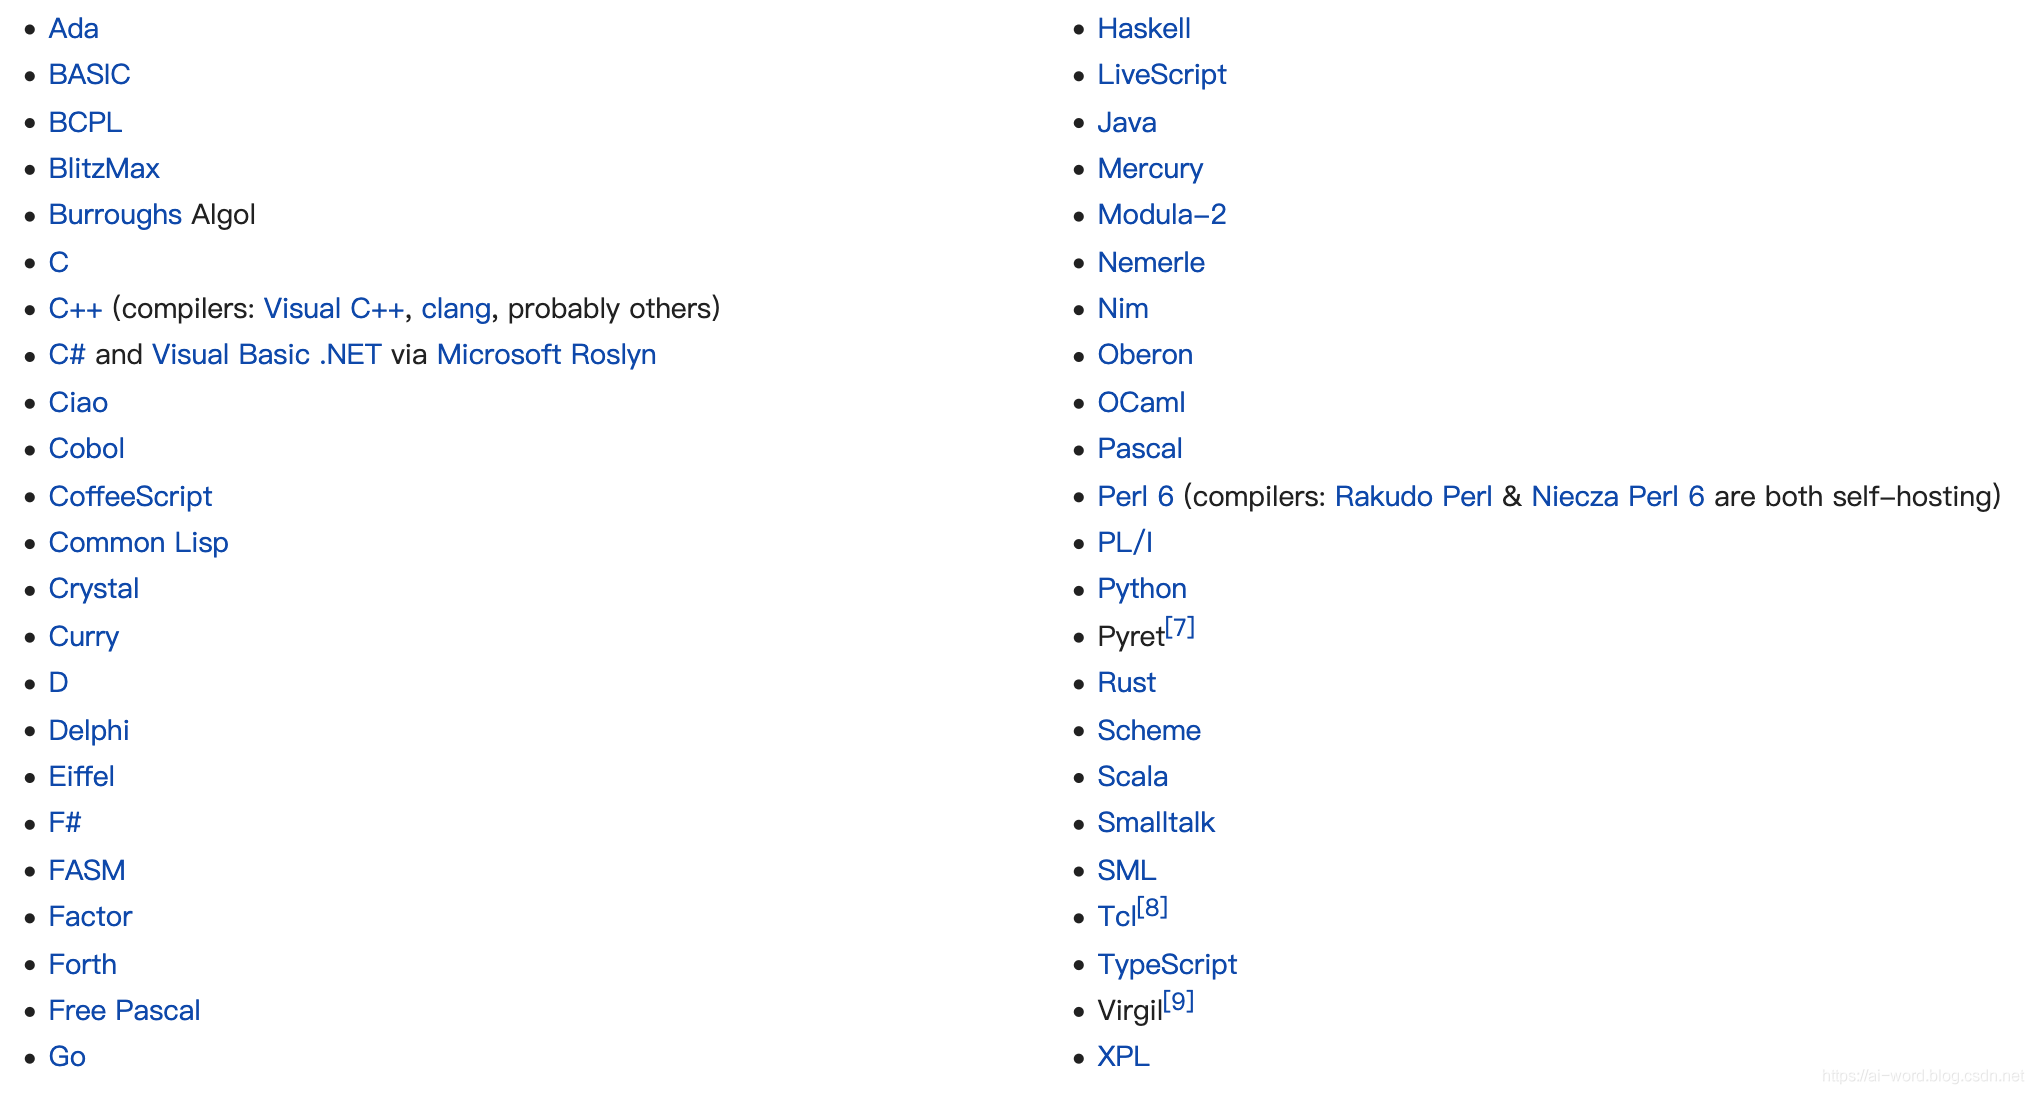 Ada
BASIC
BCPL
BlitzMax
Burroughs Algol
C
C++ (compilers: Visual C++, clang, probably others)
C# and Visual Basic .NET via Microsoft Roslyn
Ciao
Cobol
CoffeeScript
Common Lisp
Crystal
Curry
D
Delphi
Eiffel
F#
FASM
Factor
Forth
Free Pascal
Go
Haskell
LiveScript
Java
Mercury
Modula-2
Nemerle
Nim
Oberon
OCaml
Pascal
Perl 6 (compilers: Rakudo Perl & Niecza Perl 6 are both self-hosting)
PL/I
Python
Pyret[7]
Rust
Scheme
Scala
Smalltalk
SML
Tcl[8]
TypeScript
Virgil[9]
XPL
https://ai-word.blog.csdn.net